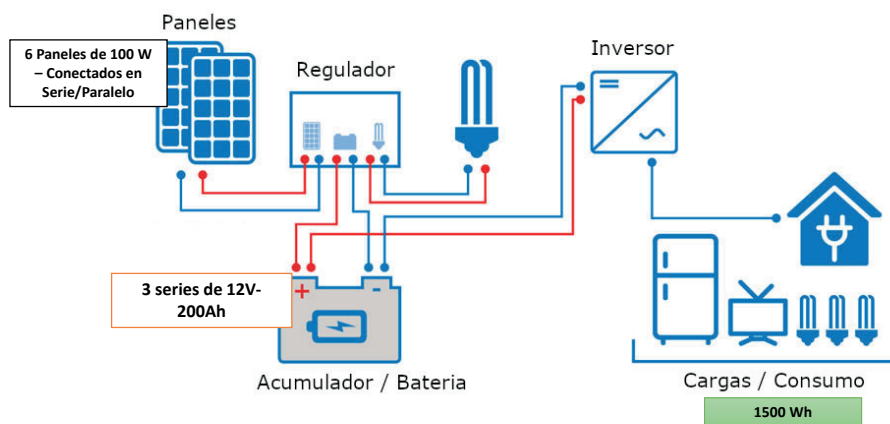 Paneles
6 Paneles de 100 W
– Conectados en
Serie/Paralelo
Regulador
Inversor
3 series de 12V-
200Ah
+
-
Acumulador / Bateria
Cargas / Consumo
1500 Wh